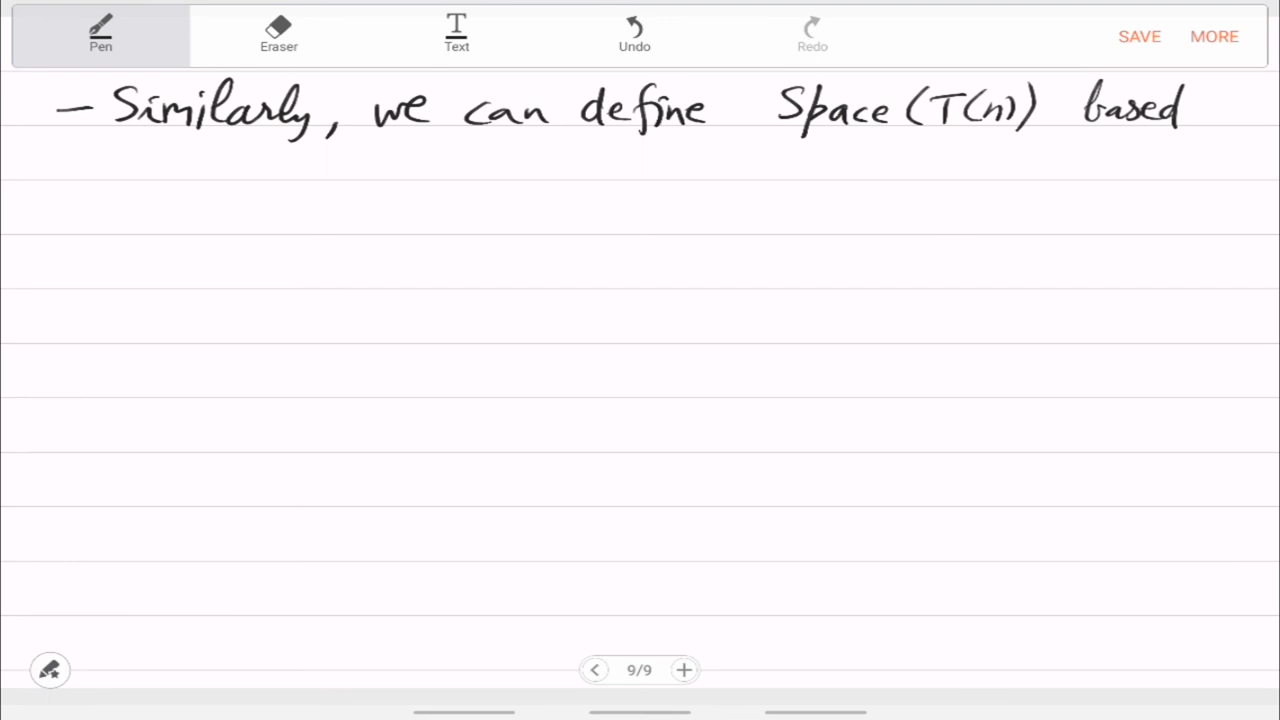 Pen Eraser Text Undo Redo SAVE MORE
- Similarly, we can define Space (T(n)) based
9/9